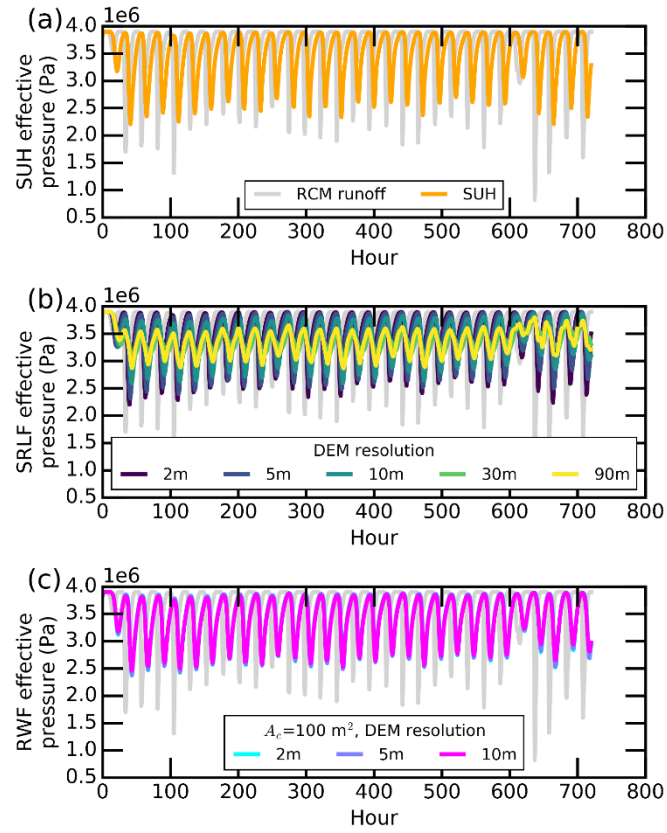 (a)
1e6
4.0
3.5
3.0
2.5
2.0
1.5
1.0
0.5
SUH effective
pressure (Pa)
RCM runoff SUH
0 100 200 300 400 500 600 700 800
Hour
(b)
1e6
4.0
3.5
3.0
2.5
2.0
1.5
1.0
0.5
SRLF effective
pressure (Pa)
DEM resolution
2m 5m 10m 30m 90m
0 100 200 300 400 500 600 700 800
Hour
(c)
1e6
4.0
3.5
3.0
2.5
2.0
1.5
1.0
0.5
RWF effective
pressure (Pa)
A_c=100 m², DEM resolution
2m 5m 10m
0 100 200 300 400 500 600 700 800
Hour